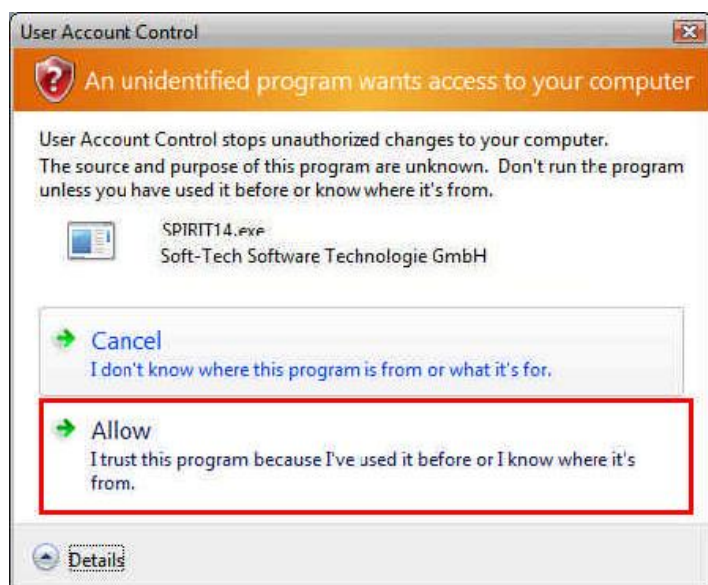 User Account Control
An unidentified program wants access to your computer
User Account Control stops unauthorized changes to your computer.
The source and purpose of this program are unknown. Don't run the program
unless you have used it before or know where it's from.
SPIRIT14.exe
Soft-Tech Software Technologie GmbH
Cancel
I don't know where this program is from or what it's for.
Allow
I trust this program because I've used it before or I know where it's
from.
Details